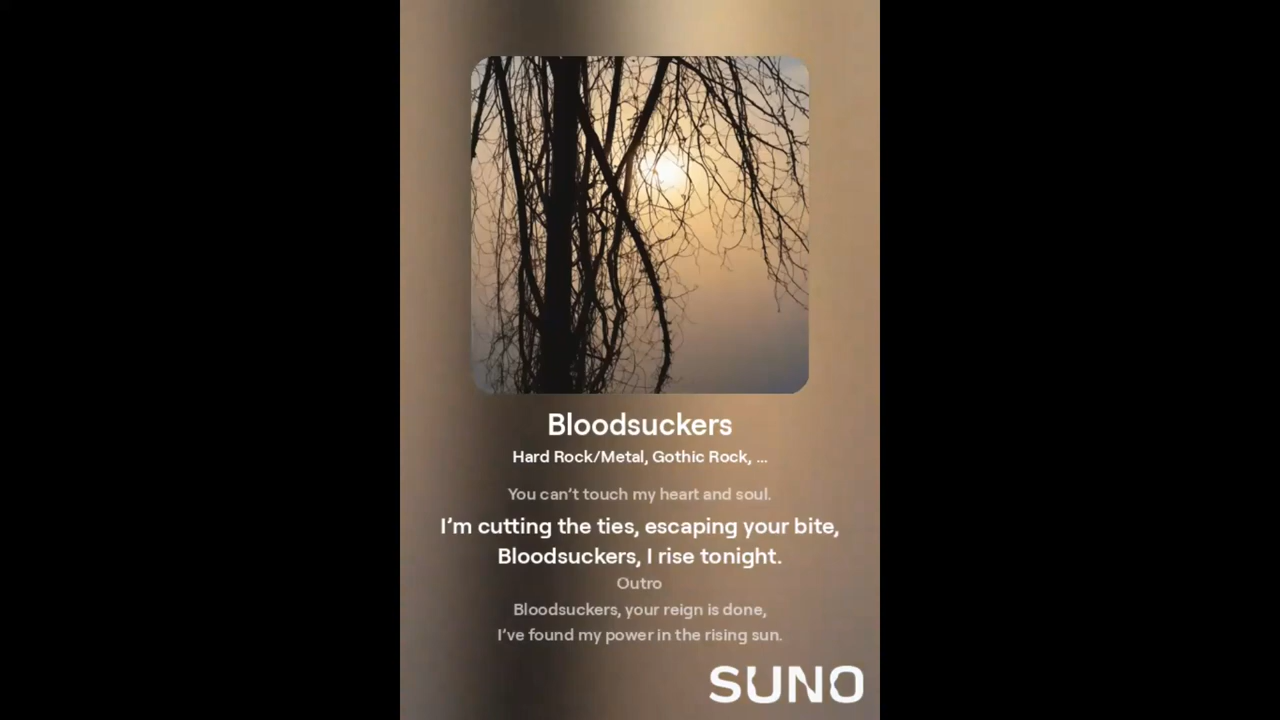 Bloodsuckers
Hard Rock/Metal, Gothic Rock, ...
You can't touch my heart and soul.
I'm cutting the ties, escaping your bite,
Bloodsuckers, I rise tonight.
Outro
Bloodsuckers, your reign is done,
I've found my power in the rising sun.
SUNO